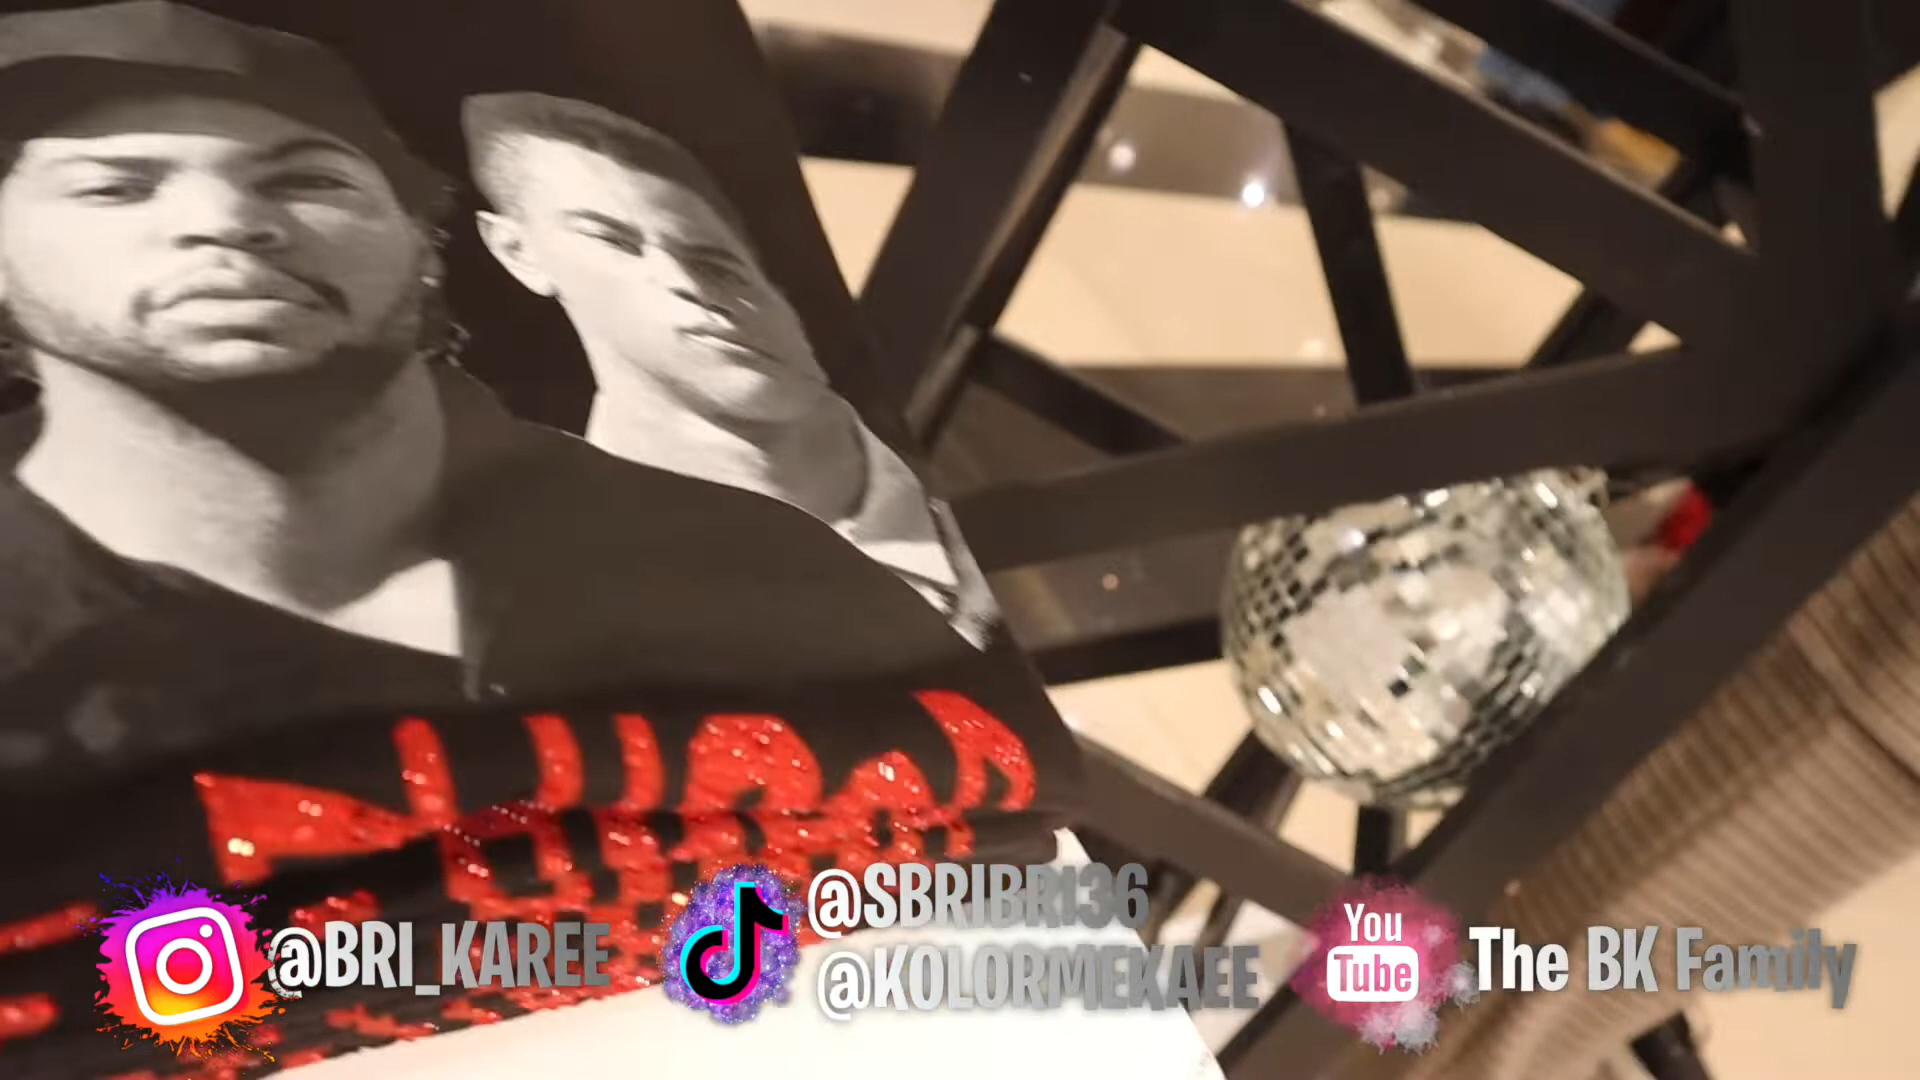 @BRI_KAREE
@SBRIBRI36
@KOLORMEKAEE
You
Tube
The BK Family